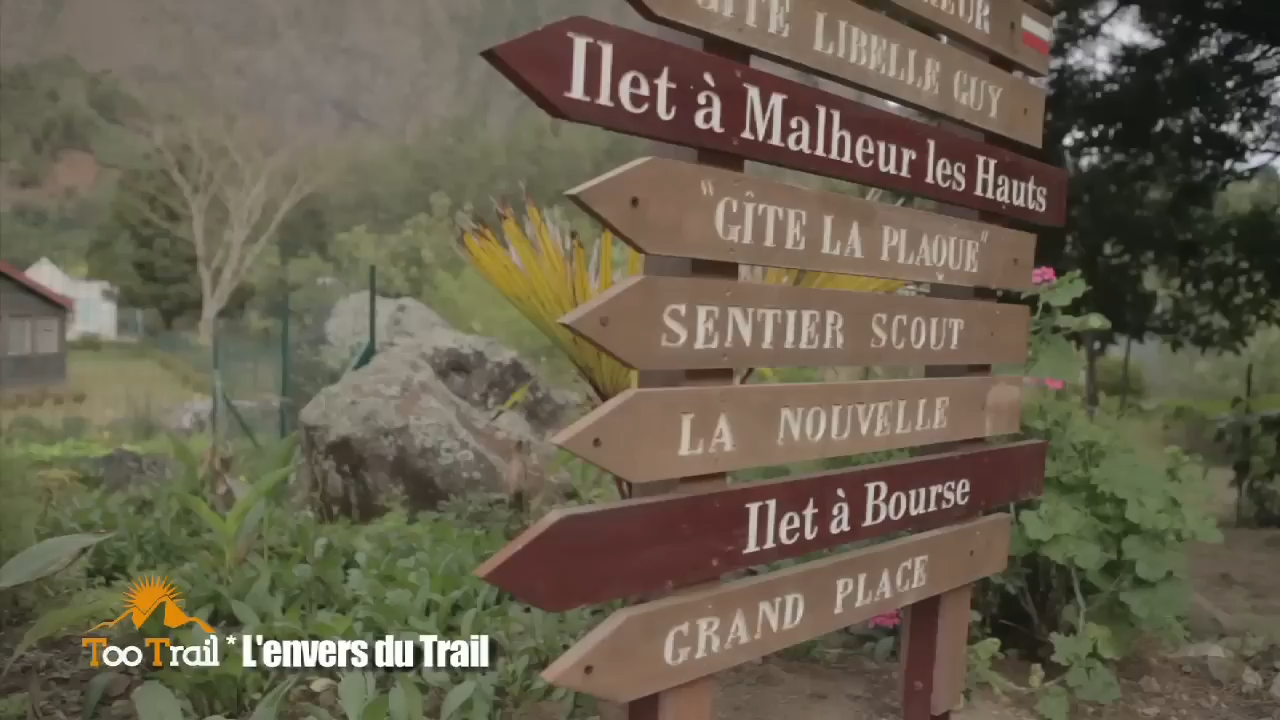 GÎTE LIBELLE GUY
Ilet à Malheur les Hauts
"GÎTE LA PLAQUE"
SENTIER SCOUT
LA NOUVELLE
Ilet à Bourse
GRAND PLACE
Too Trail * L'envers du Trail